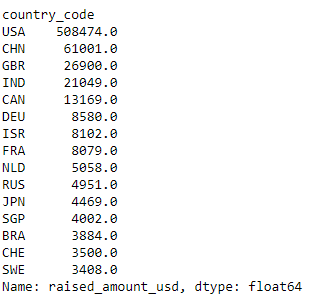 country_code
USA    508474.0
CHN     61001.0
GBR     26900.0
IND     21049.0
CAN     13169.0
DEU      8580.0
ISR      8102.0
FRA      8079.0
NLD      5058.0
RUS      4951.0
JPN      4469.0
SGP      4002.0
BRA      3884.0
CHE      3500.0
SWE      3408.0
Name: raised_amount_usd, dtype: float64